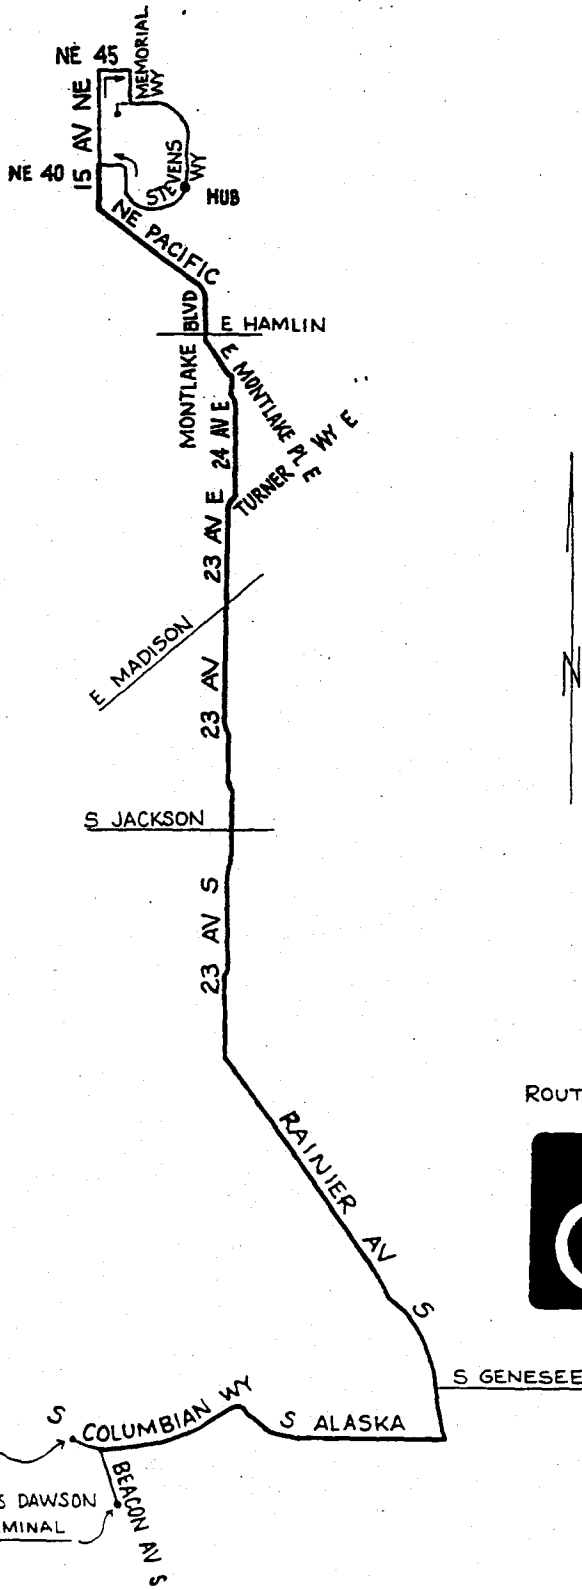 NE 45
MEMORIAL
WY
15 AV NE
NE 40
STEVENS
WY
HUB
NE PACIFIC
MONTLAKE BLVD
E HAMLIN
E MONTLAKE PL E
24 AV E
TURNER WY E
23 AV E
E MADISON
23 AV
N
S JACKSON
23 AV S
ROUT
RAINIER AV S
S GENESEE
S COLUMBIAN WY
S ALASKA
BEACON AV S
S DAWSON
MINAL